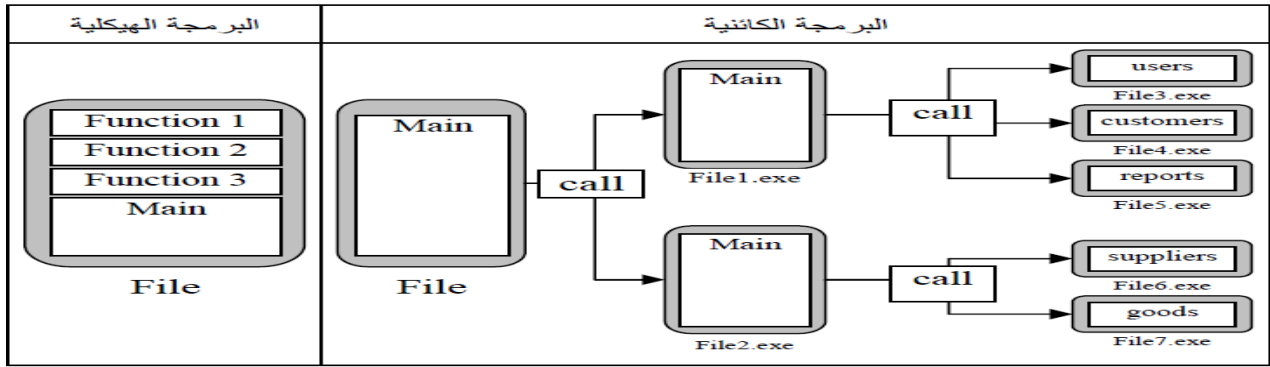 البرمجة الهيكلية
البرمجة الكائنية
Function 1
Function 2
Function 3
Main
File
Main
File
call
Main
File1.exe
call
users
File3.exe
customers
File4.exe
reports
File5.exe
Main
File2.exe
call
suppliers
File6.exe
goods
File7.exe